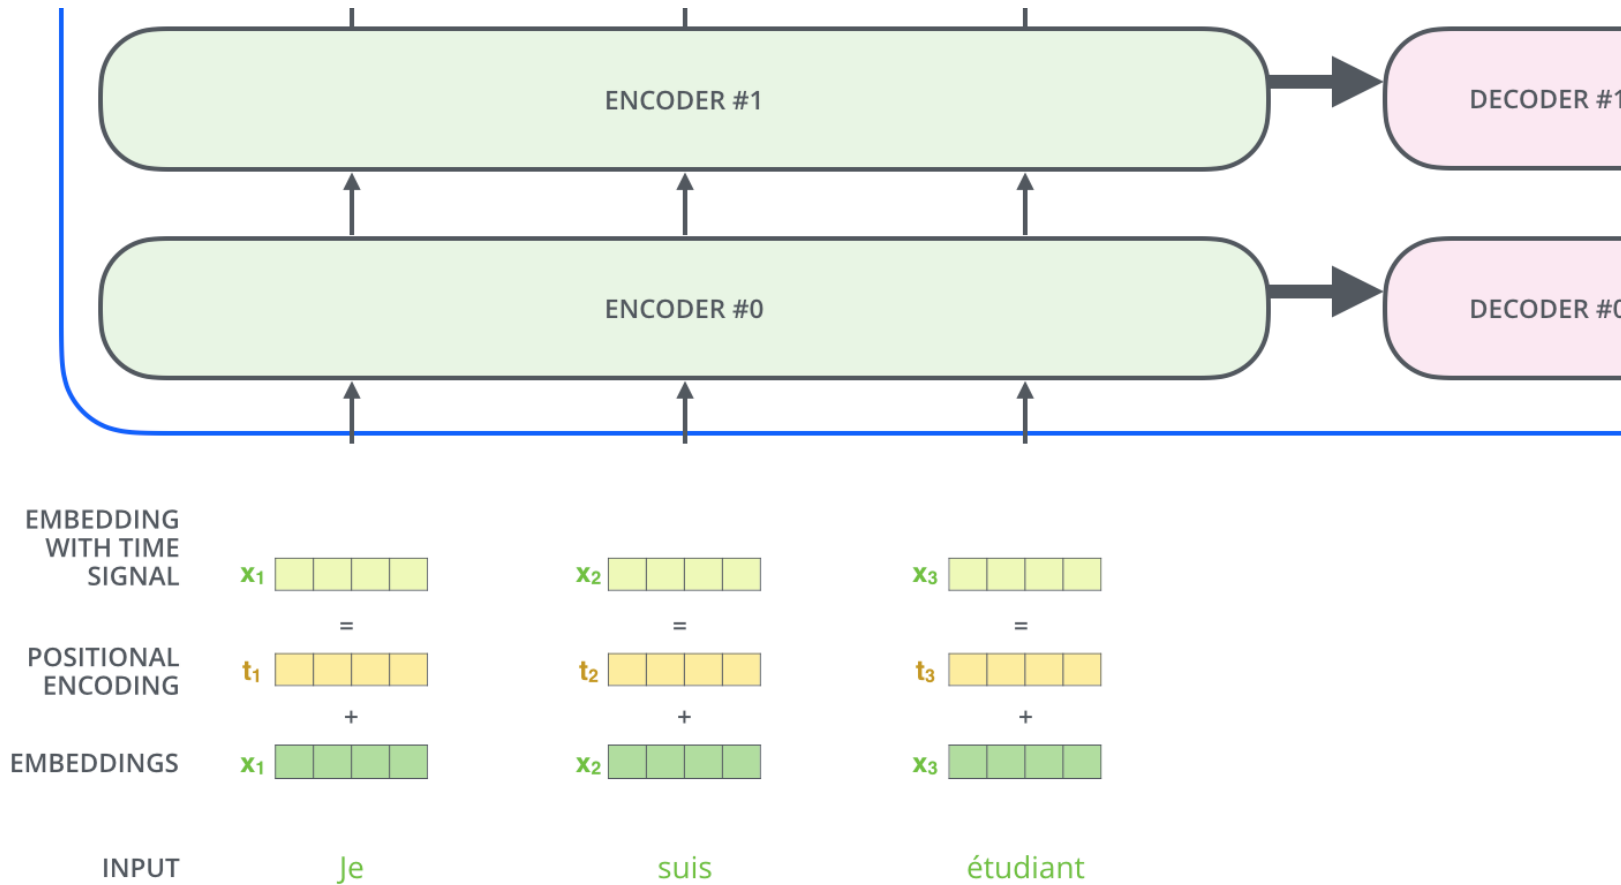 ENCODER #1
DECODER #1
ENCODER #0
DECODER #0
EMBEDDING
WITH TIME
SIGNAL
x1
x2
x3
=
=
=
POSITIONAL
ENCODING
t1
t2
t3
+
+
+
EMBEDDINGS
x1
x2
x3
INPUT
Je
suis
étudiant